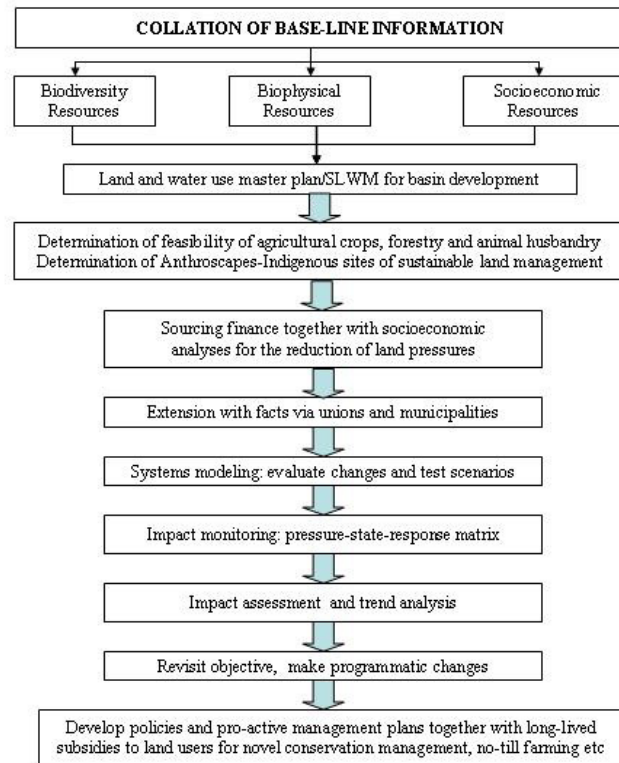 COLLATION OF BASE-LINE INFORMATION
Biodiversity
Resources
Biophysical
Resources
Socioeconomic
Resources
Land and water use master plan/SLWM for basin development
Determination of feasibility of agricultural crops, forestry and animal husbandry
Determination of Anthroscapes-Indigenous sites of sustainable land management
Sourcing finance together with socioeconomic
analyses for the reduction of land pressures
Extension with facts via unions and municipalities
Systems modeling: evaluate changes and test scenarios
Impact monitoring: pressure-state-response matrix
Impact assessment and trend analysis
Revisit objective, make programmatic changes
Develop policies and pro-active management plans together with long-lived
subsidies to land users for novel conservation management, no-till farming etc